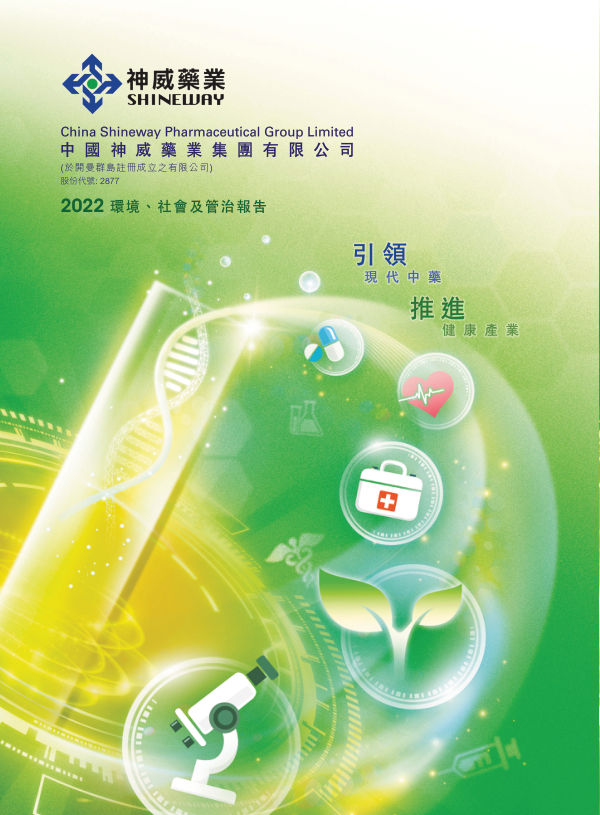 神威藥業
SHINEWAY
China Shineway Pharmaceutical Group Limited
中國神威藥業集團有限公司
(於開曼群島註冊成立之有限公司)
股份代號: 2877
2022 環境、社會及管治報告
引領
現代中藥
推進
健康產業